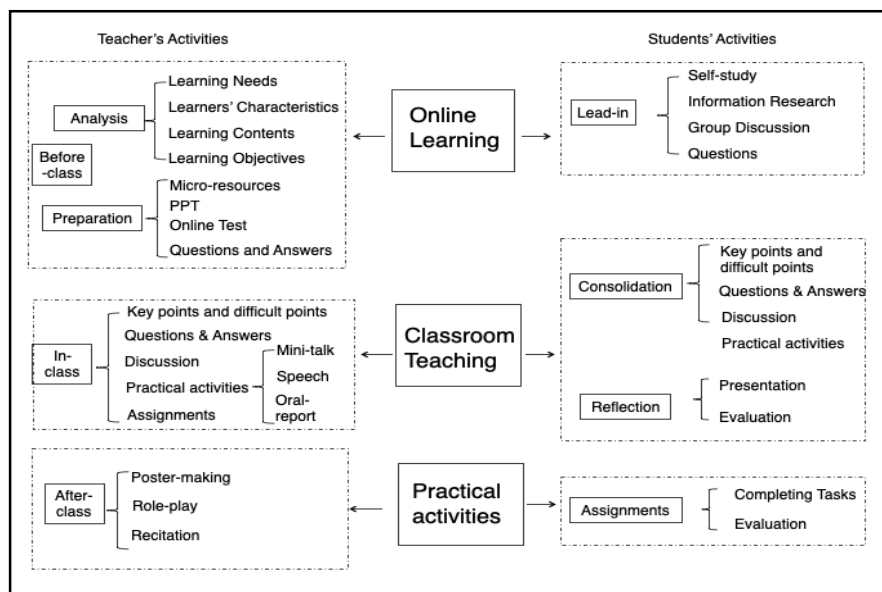 Teacher's Activities
Students' Activities
Analysis
Learning Needs
Learners' Characteristics
Learning Contents
Learning Objectives
Before
-class
Preparation
Micro-resources
PPT
Online Test
Questions and Answers
Online
Learning
Lead-in
Self-study
Information Research
Group Discussion
Questions
In-
class
Key points and difficult points
Questions & Answers
Discussion
Practical activities
Assignments
Mini-talk
Speech
Oral-
report
Classroom
Teaching
Consolidation
Key points and
difficult points
Questions & Answers
Discussion
Practical activities
Reflection
Presentation
Evaluation
After-
class
Poster-making
Role-play
Recitation
Practical
activities
Assignments
Completing Tasks
Evaluation